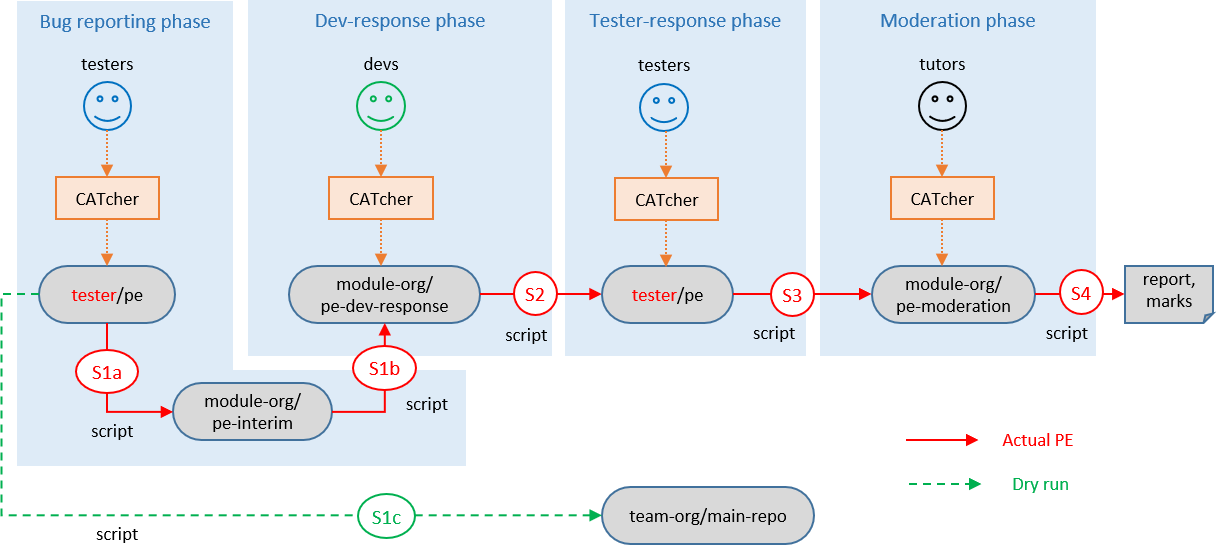 Bug reporting phase
Dev-response phase
Tester-response phase
Moderation phase
testers
devs
testers
tutors
CATcher
CATcher
CATcher
CATcher
tester/pe
module-org/
pe-dev-response
S2
script
tester/pe
S3
script
module-org/
pe-moderation
S4
script
report,
marks
S1a
script
module-org/
pe-interim
S1b
script
Actual PE
Dry run
S1c
script
team-org/main-repo